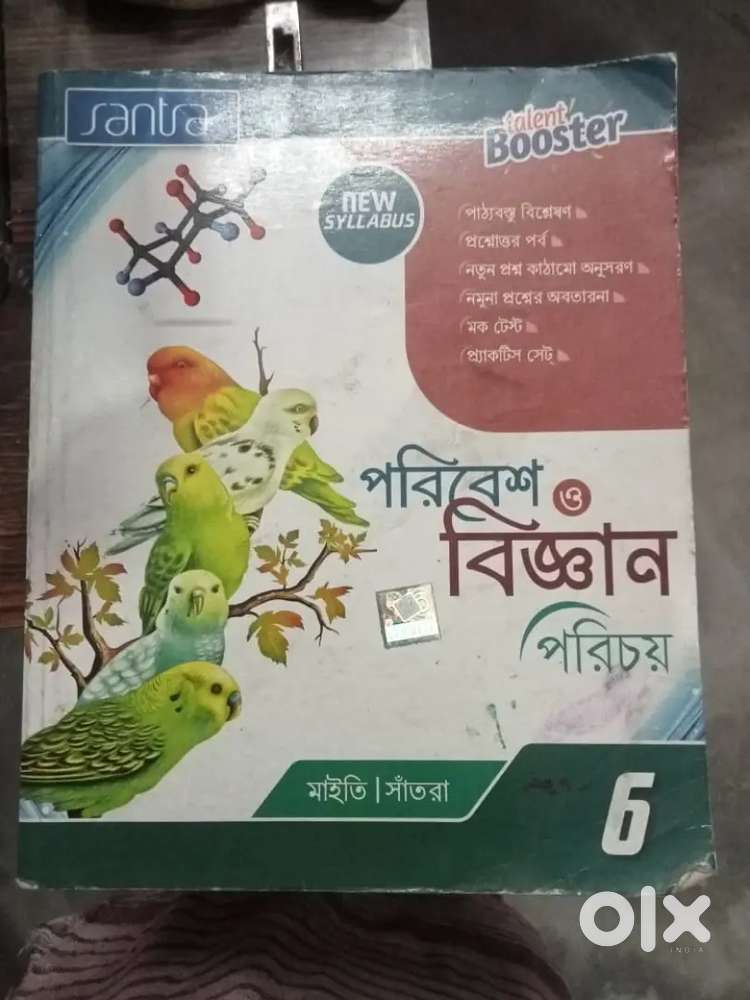 santra
talent
Booster
NEW
SYLLABUS
পাঠ্যবস্তু বিশ্লেষণ
প্রশ্নোত্তর পর্ব
নতুন প্রশ্ন কাঠামো অনুসরণ
নমুনা প্রশ্নের অবতারনা
মক টেস্ট
প্র্যাকটিস সেট্
পরিবেশ ও
বিজ্ঞান
পরিচয়
মাইতি | সাঁতরা
6
olx
INDIA